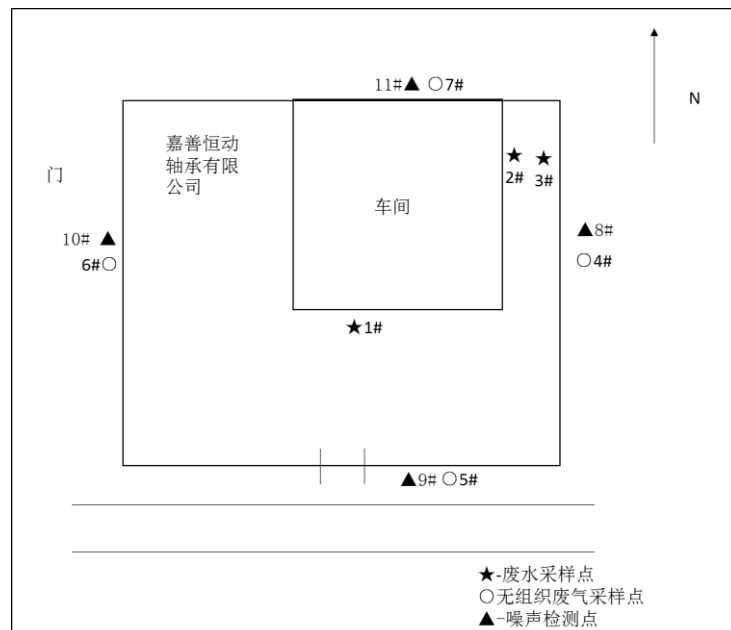 11#▲ ○7#
N
嘉善恒动
轴承有限
公司
门
★ ★
2# 3#
车间
10# ▲
6#○
▲8#
○4#
★1#
▲9# ○5#
★-废水采样点
○无组织废气采样点
▲-噪声检测点